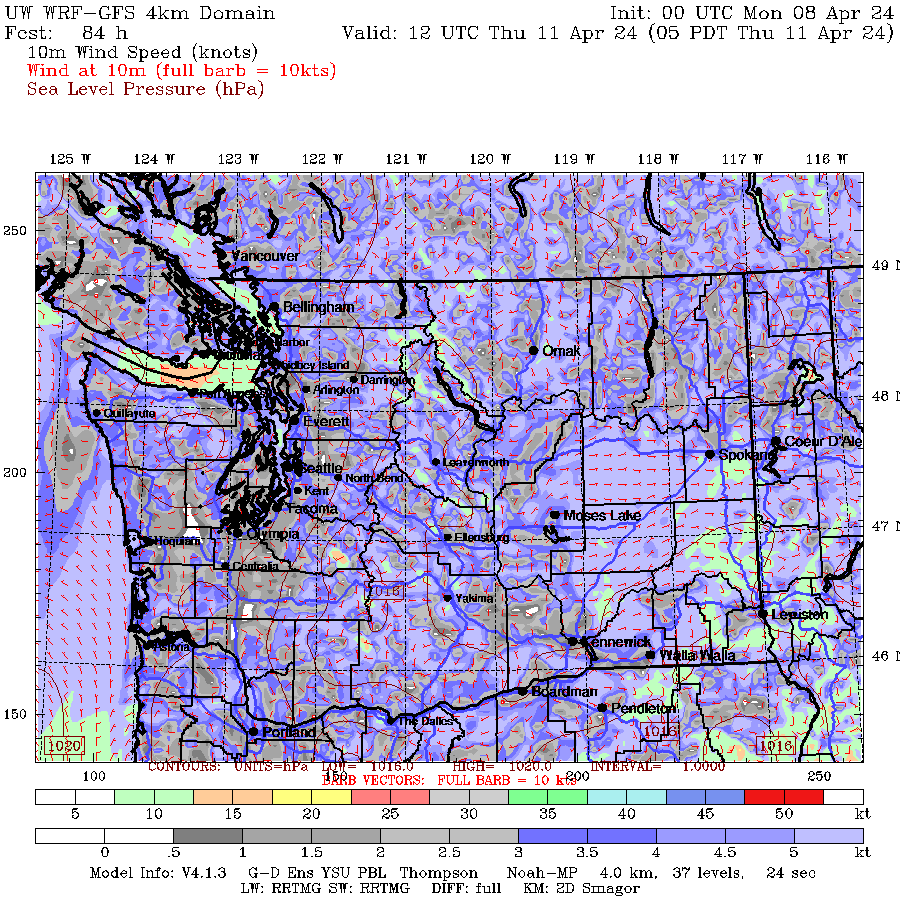 UW WRF-GFS 4km Domain Init: 00 UTC Mon 08 Apr 24
Fcst: 84 h Valid: 12 UTC Thu 11 Apr 24 (05 PDT Thu 11 Apr 24)
10m Wind Speed (knots)
Wind at 10m (full barb = 10kts)
Sea Level Pressure (hPa)
125 W 124 W 123 W 122 W 121 W 120 W 119 W 118 W 117 W 116 W
250
Vancouver
49 N
Bellingham
Omak
Darrington
Arlington
48 N
Quillayute
Everett
Coeur D'Ale
Spokane
Leavenworth
200
Seattle
North Bend
Kent
Tacoma
Moses Lake
47 N
Olympia
Ellensburg
Hoquiam
Centralia
1016
Yakima
Lewiston
Kennewick
Astoria
Walla Walla
46 N
Boardman
Pendleton
150
The Dalles
Portland
1016
1020
1016
CONTOURS: UNITS=hPa LOW= 1016.0 HIGH= 1020.0 INTERVAL= 1.0000
100 150 200 250
BARB VECTORS: FULL BARB = 10 kts
5 10 15 20 25 30 35 40 45 50 kt
0 .5 1 1.5 2 2.5 3 3.5 4 4.5 5 kt
Model Info: V4.1.3 G-D Ens YSU PBL Thompson Noah-MP 4.0 km, 37 levels, 24 sec
LW: RRTMG SW: RRTMG DIFF: full KM: 2D Smagor